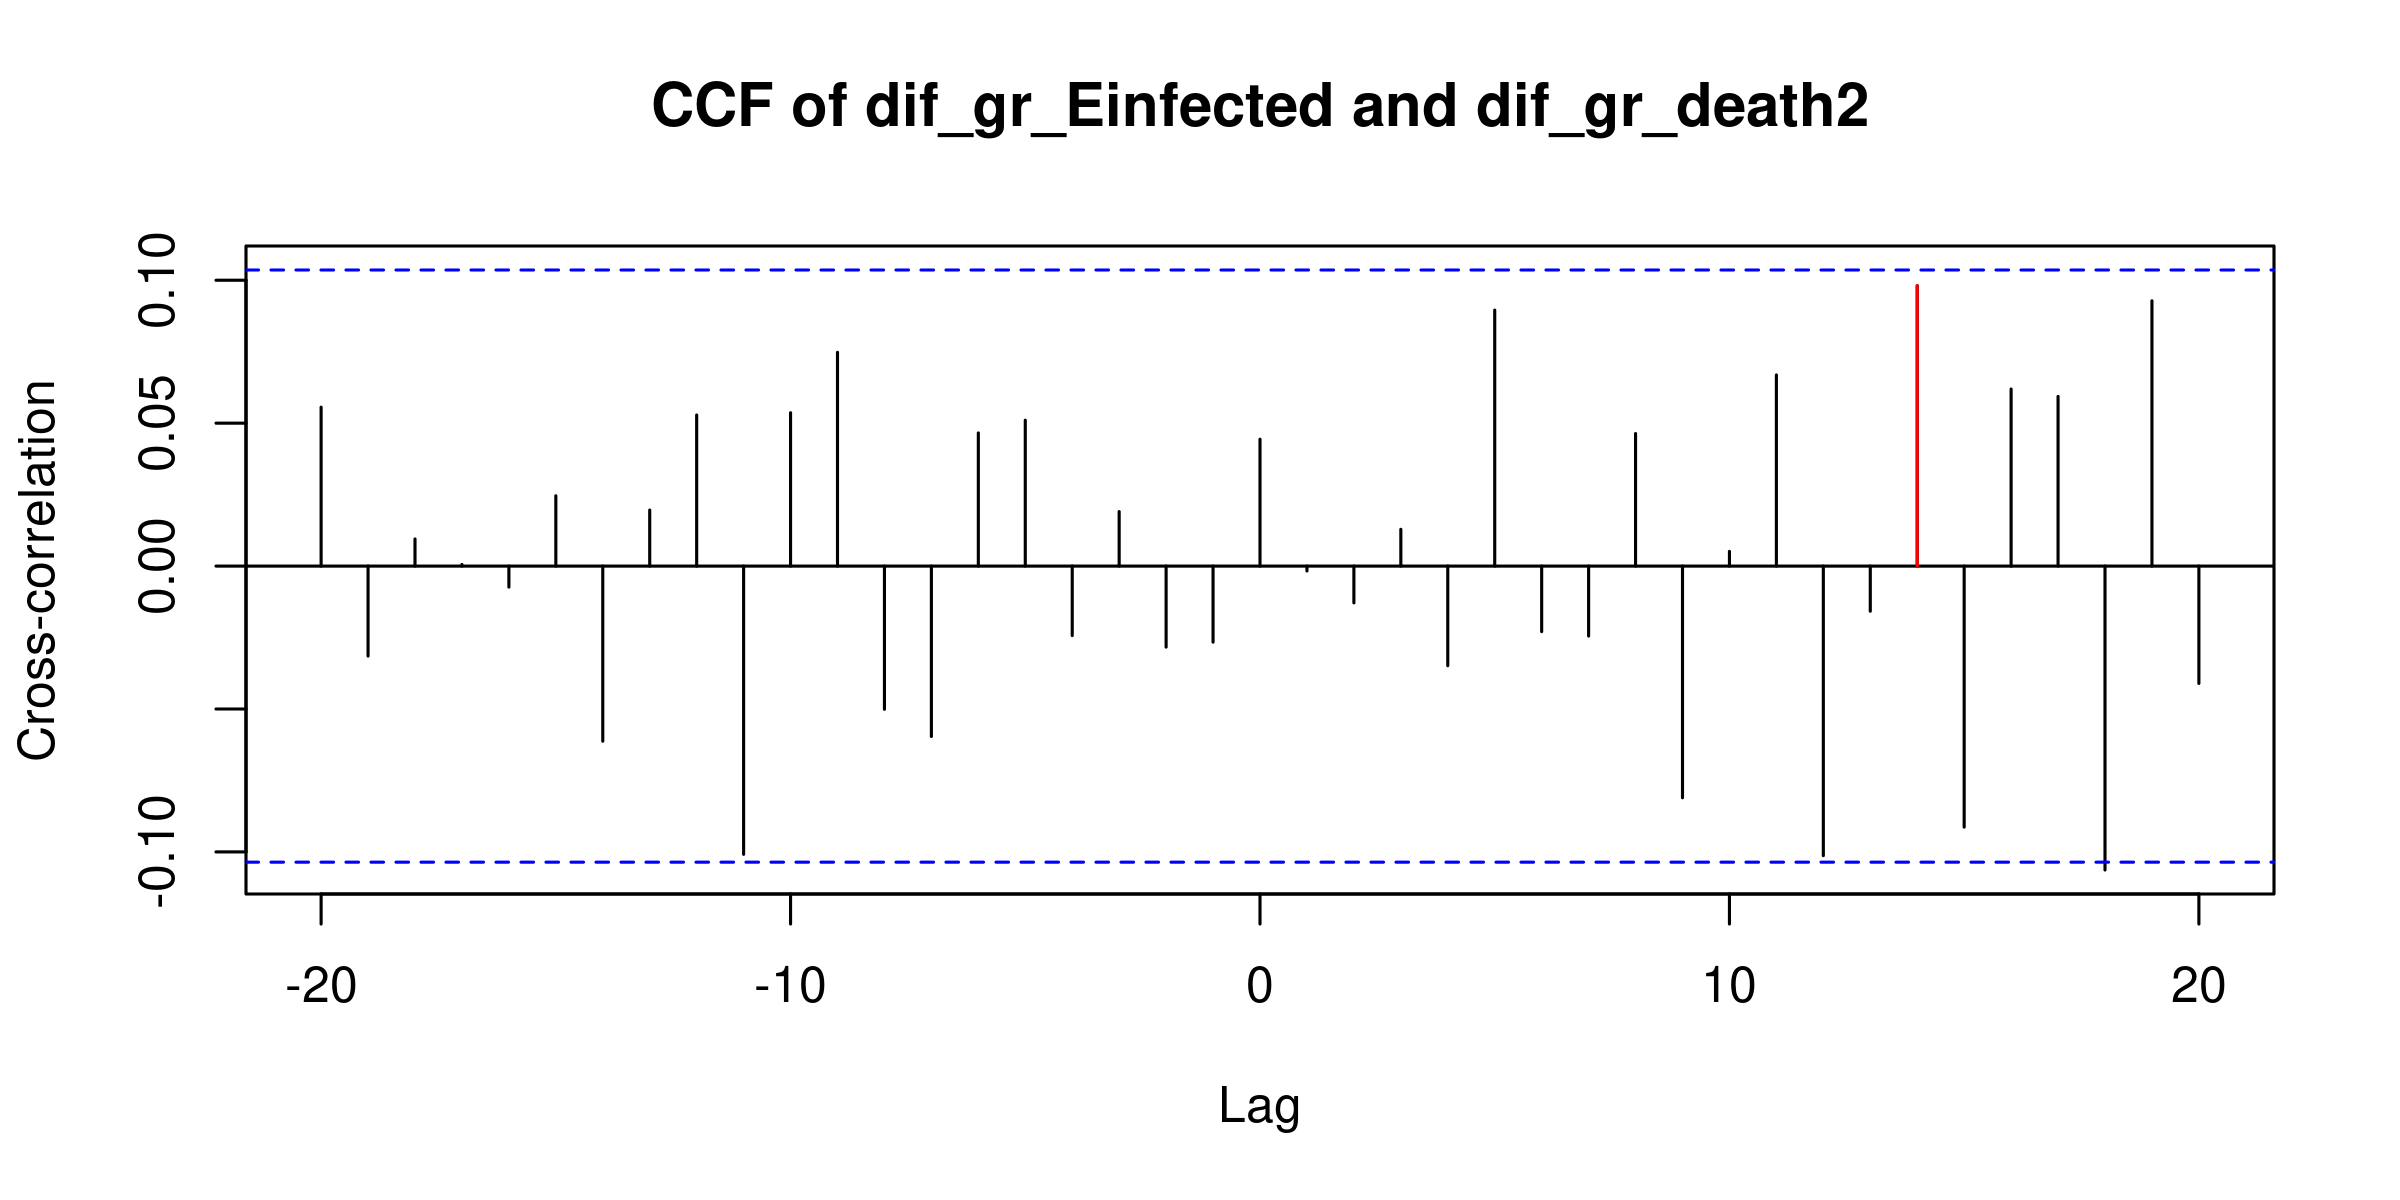 CCF of dif_gr_Einfected and dif_gr_death2
Cross-correlation
0.10
0.05
0.00
-0.10
-20 -10 0 10 20
Lag